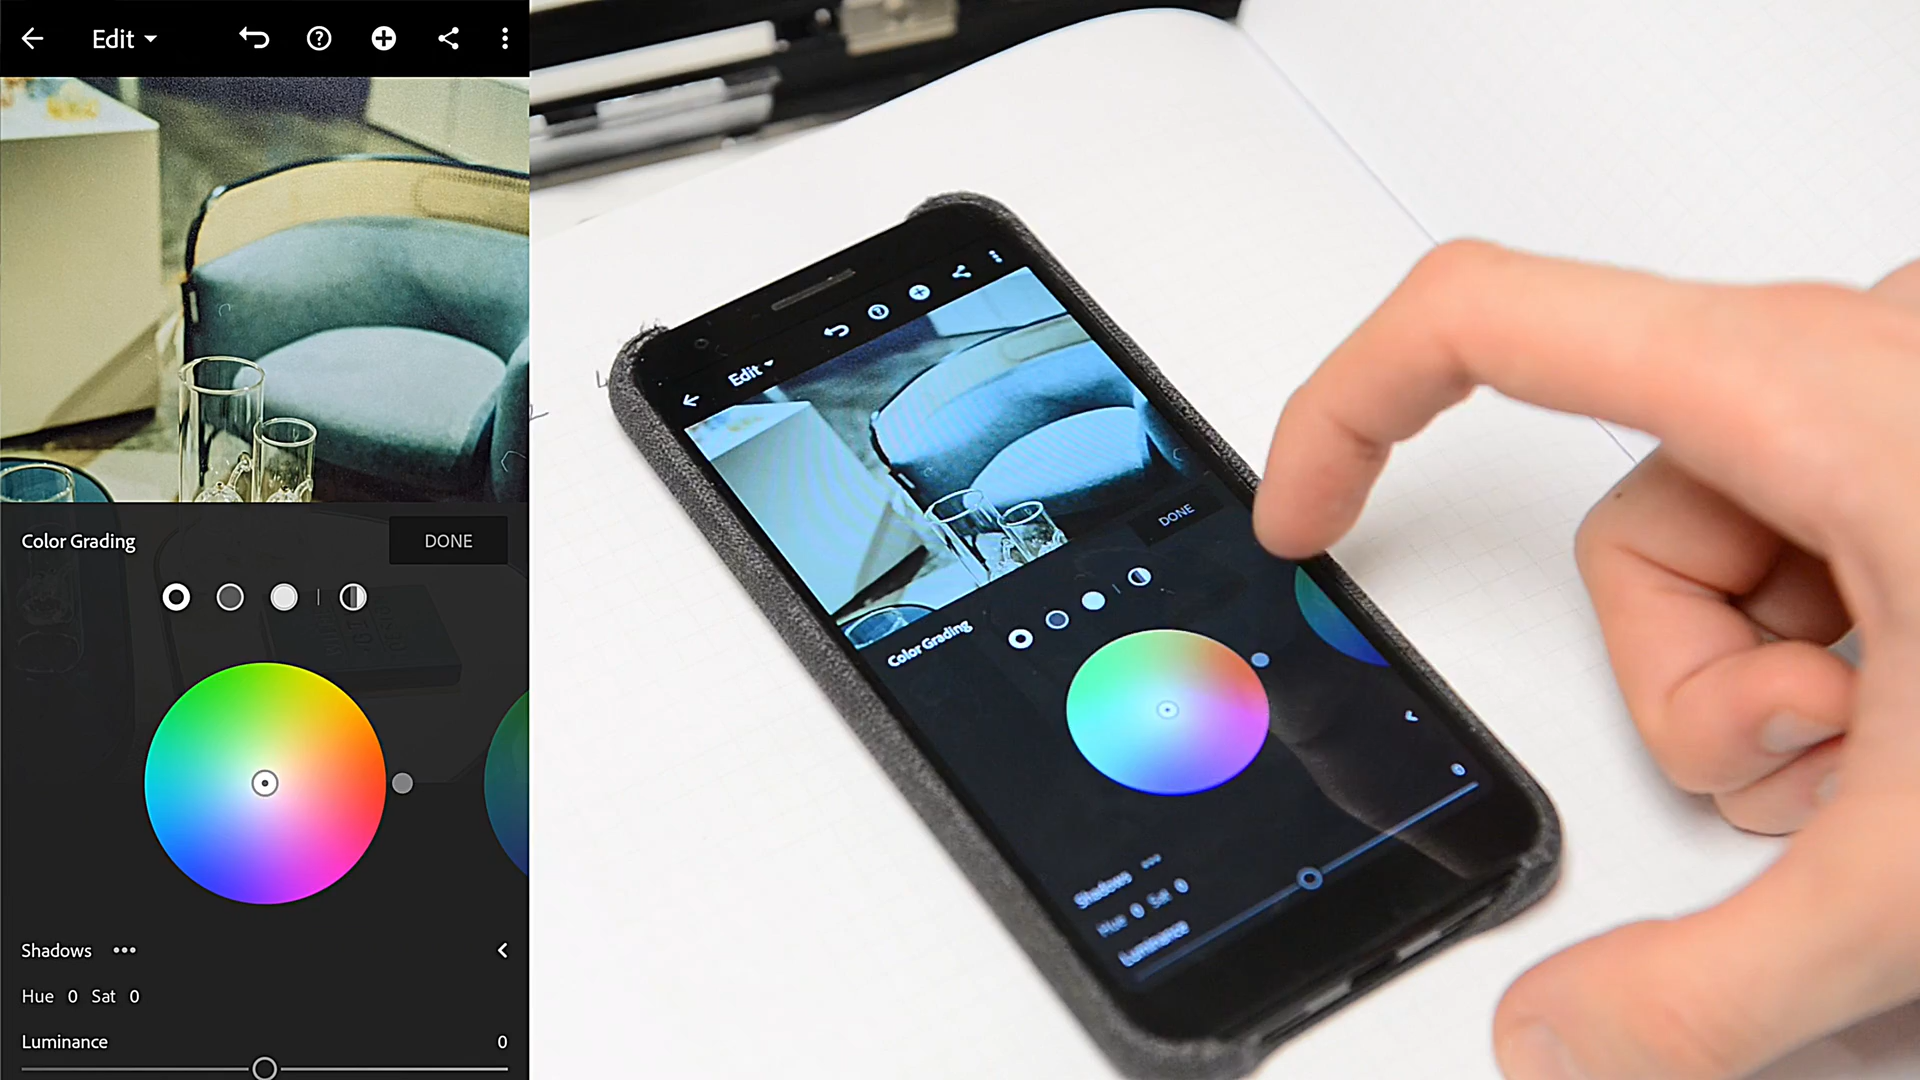 Edit
Color Grading
DONE
Shadows •••
Hue 0 Sat 0
Luminance 0
Edit
DONE
Color Grading
Shadows •••
Hue 0 Sat 0
Luminance